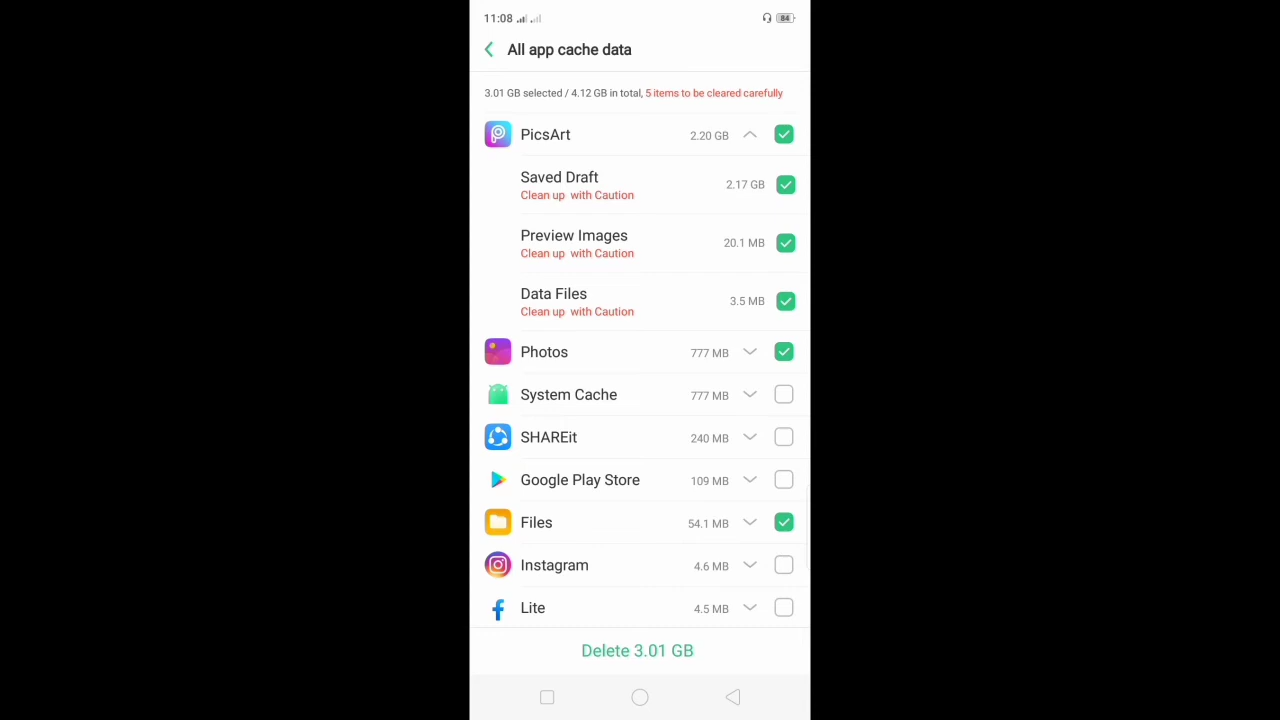 11:08
84
All app cache data
3.01 GB selected / 4.12 GB in total, 5 items to be cleared carefully
PicsArt 2.20 GB
Saved Draft 2.17 GB
Clean up with Caution
Preview Images 20.1 MB
Clean up with Caution
Data Files 3.5 MB
Clean up with Caution
Photos 777 MB
System Cache 777 MB
SHAREit 240 MB
Google Play Store 109 MB
Files 54.1 MB
Instagram 4.6 MB
Lite 4.5 MB
Delete 3.01 GB